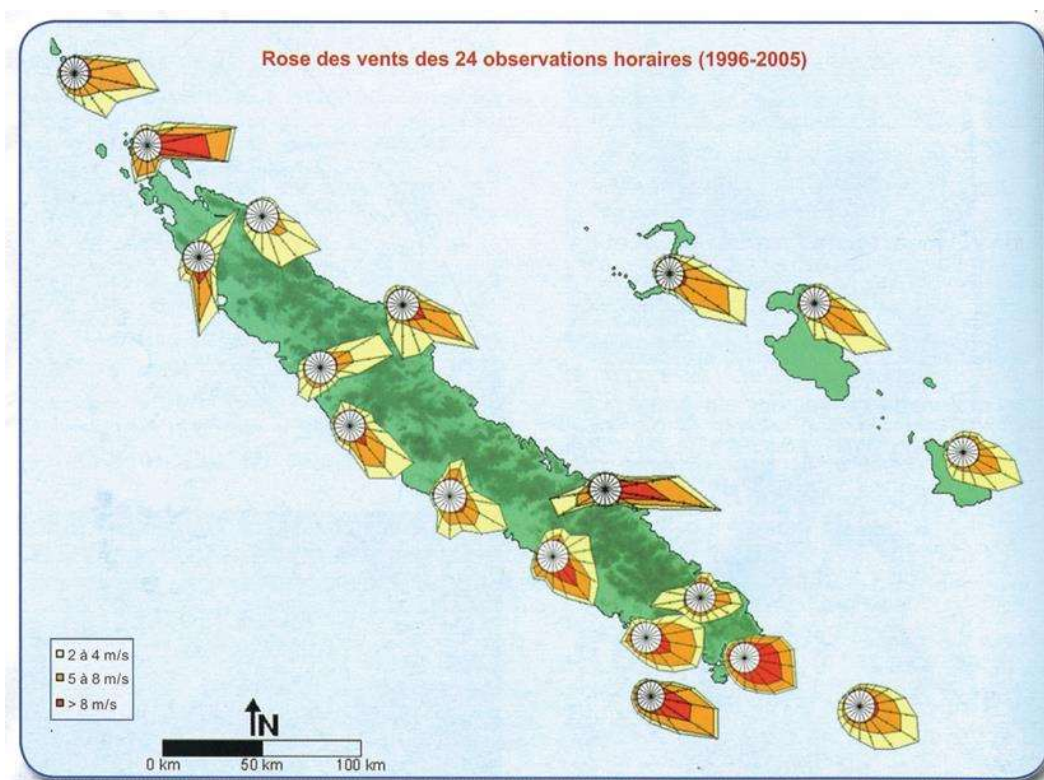 Rose des vents des 24 observations horaires (1996-2005)
2 à 4 m/s
5 à 8 m/s
> 8 m/s
N
0 km 50 km 100 km